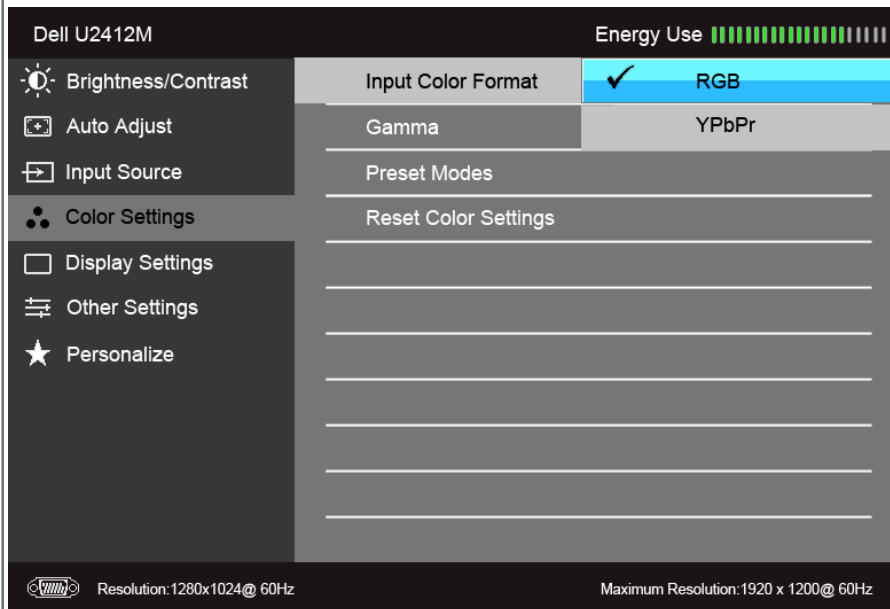 Dell U2412M Energy Use
Brightness/Contrast Input Color Format RGB
Auto Adjust Gamma YPbPr
Input Source Preset Modes
Color Settings Reset Color Settings
Display Settings
Other Settings
Personalize
Resolution:1280x1024@ 60Hz Maximum Resolution:1920 x 1200@ 60Hz